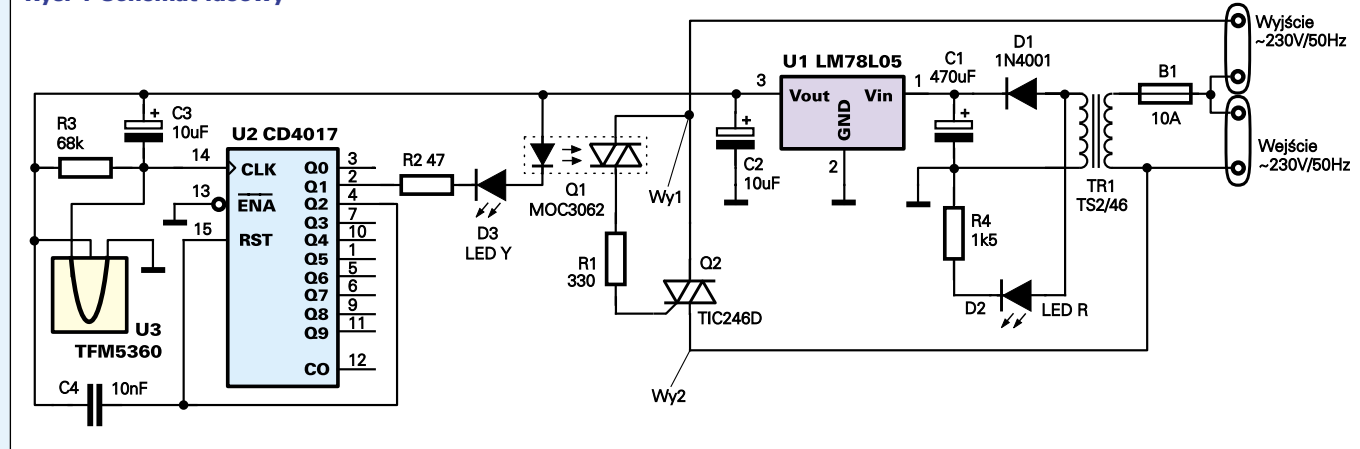 Rys. 1 Schemat ideowy
Wyjście
~230V/50Hz
D1
1N4001
C1
470uF
U1 LM78L05
B1
10A
3
Vout
Vin
1
GND
2
C3
10uF
+
R3
68k
U2 CD4017
14
CLK
13
ENA
15
RST
Q0
3
Q1
2
Q2
4
Q3
7
Q4
10
Q5
1
Q6
5
Q7
6
Q8
9
Q9
11
CO
12
R2 47
D3
LED Y
Q1
MOC3062
Wy1
+
C2
10uF
+
Wejście
~230V/50Hz
TR1
TS2/46
R4
1k5
R1
330
Q2
TIC246D
D2
LED R
U3
TFM5360
C4
10nF
Wy2